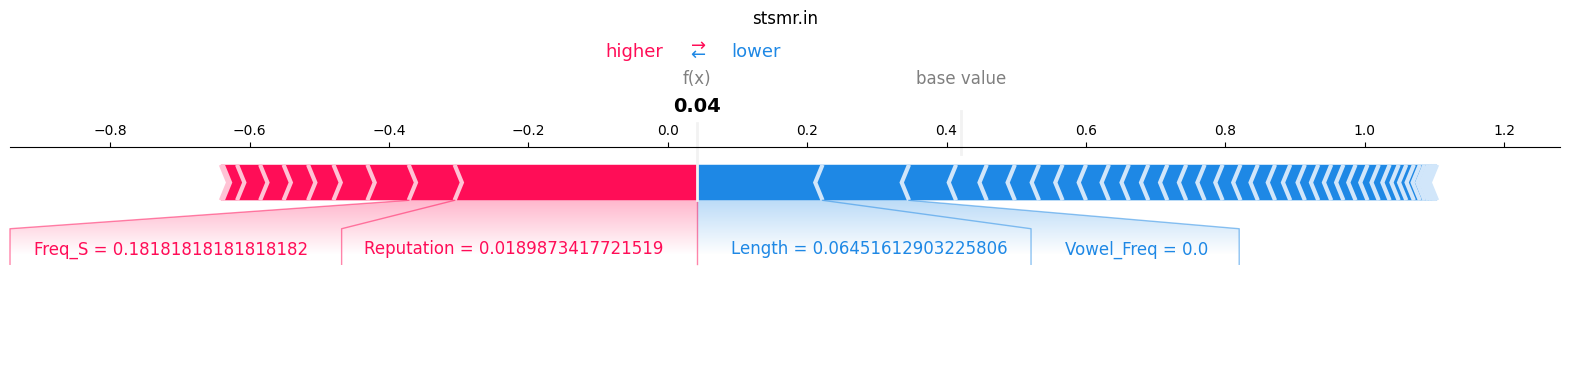 stsmr.in
higher ⇄ lower
f(x) base value
0.04
−0.8 −0.6 −0.4 −0.2 0.0 0.2 0.4 0.6 0.8 1.0 1.2
Freq_S = 0.18181818181818182 Reputation = 0.0189873417721519 Length = 0.06451612903225806 Vowel_Freq = 0.0